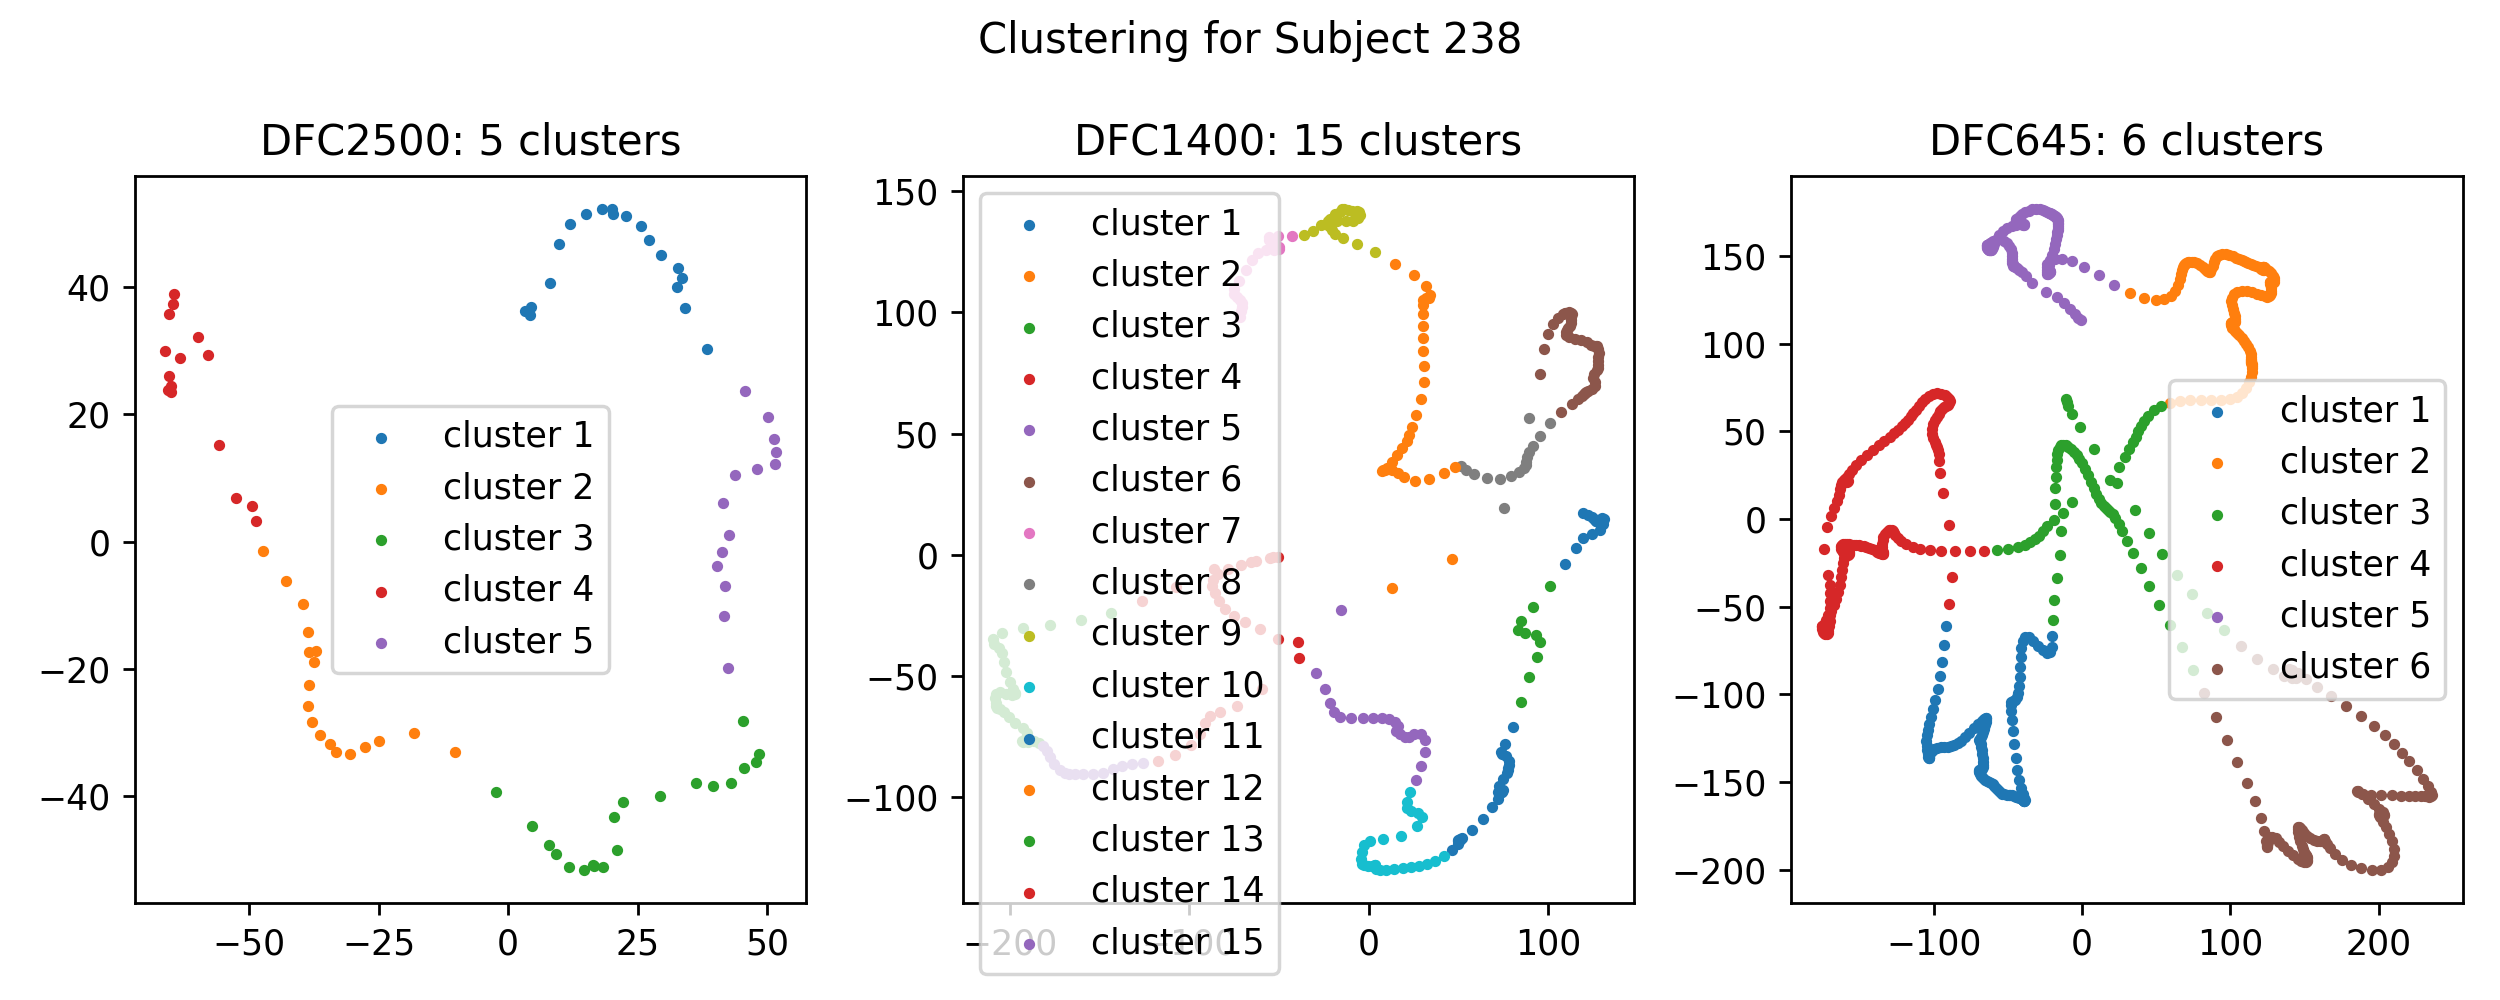 Clustering for Subject 238
DFC2500: 5 clusters
40
20
0
−20
−40
−50
−25
0
25
50
cluster 1
cluster 2
cluster 3
cluster 4
cluster 5
DFC1400: 15 clusters
150
100
50
0
−50
−100
−200
−100
0
100
cluster 1
cluster 2
cluster 3
cluster 4
cluster 5
cluster 6
cluster 7
cluster 8
cluster 9
cluster 10
cluster 11
cluster 12
cluster 13
cluster 14
cluster 15
DFC645: 6 clusters
150
100
50
0
−50
−100
−150
−200
−100
0
100
200
cluster 1
cluster 2
cluster 3
cluster 4
cluster 5
cluster 6